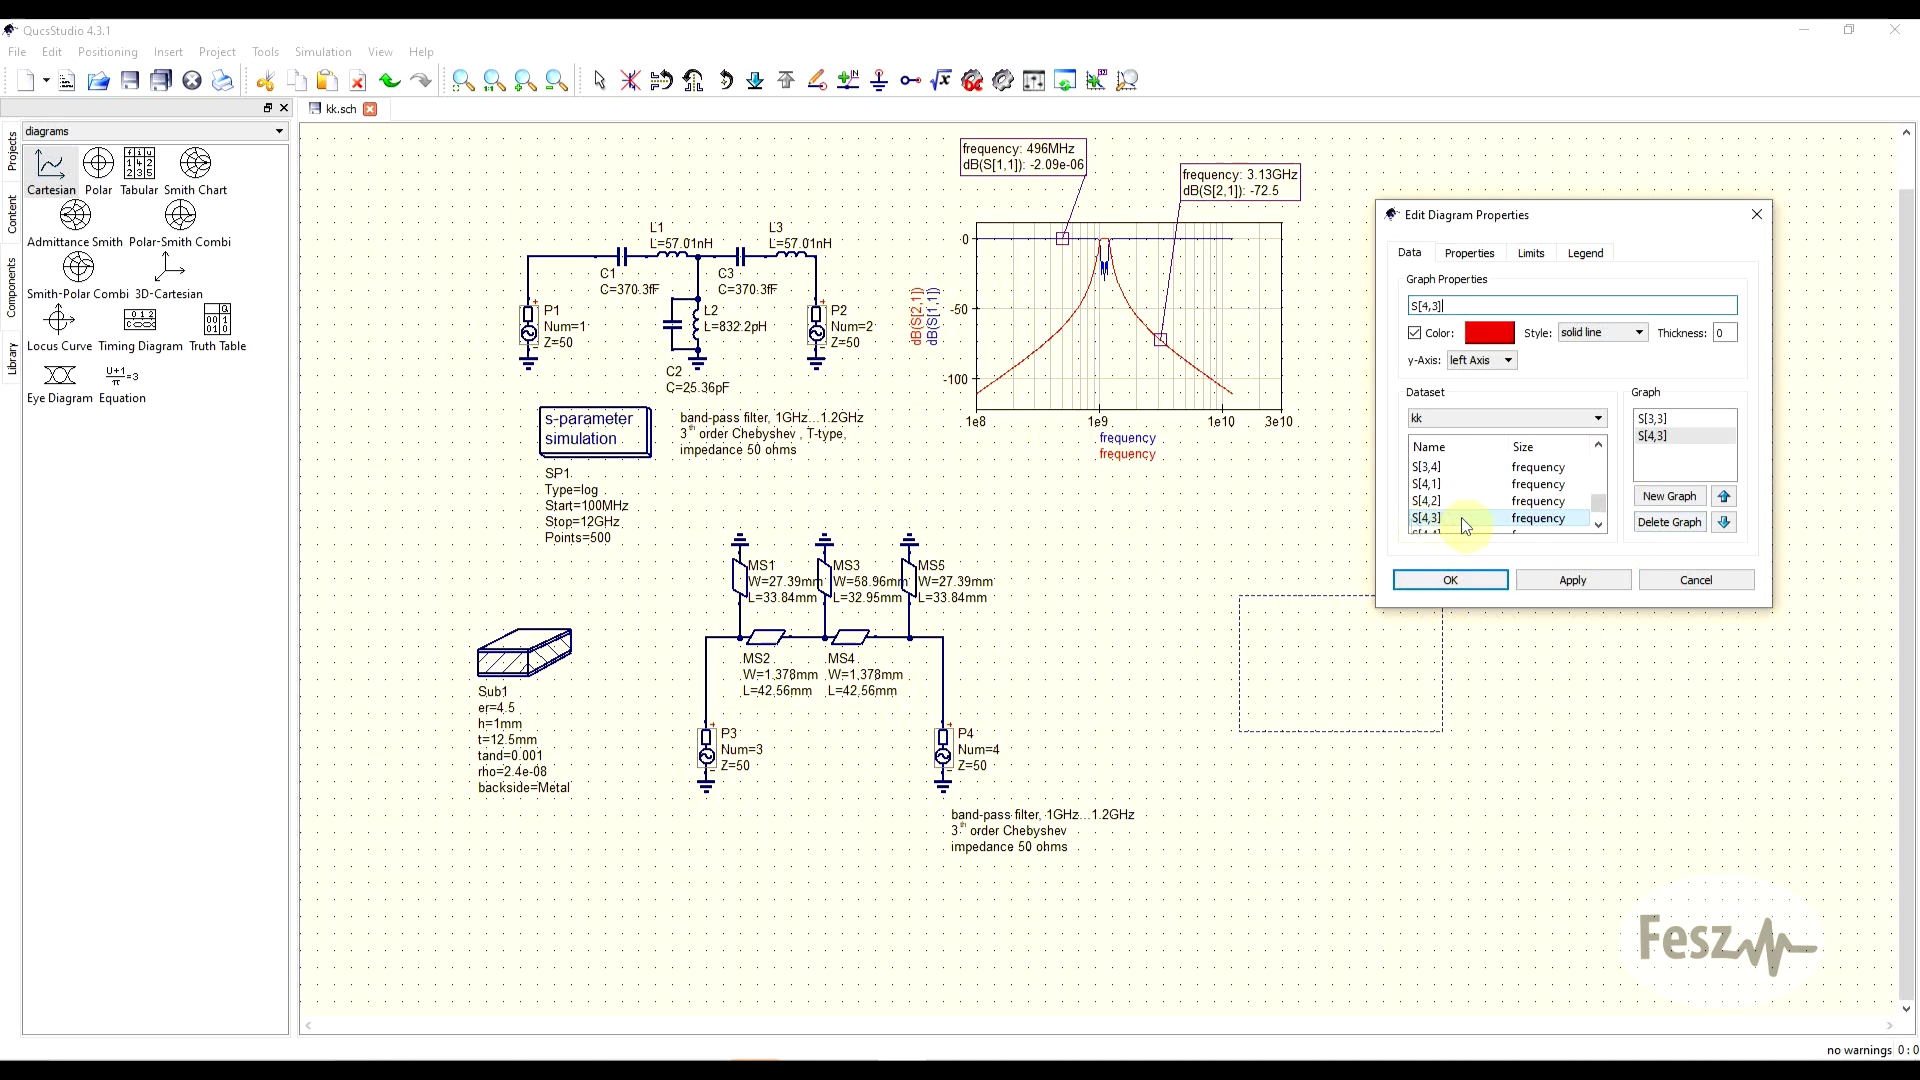 QucsStudio 4.3.1
File Edit Positioning Insert Project Tools Simulation View Help
kk.sch
Projects
Content
Components
Library
diagrams
Cartesian Polar Tabular Smith Chart
Admittance Smith Polar-Smith Combi
Smith-Polar Combi 3D-Cartesian
Locus Curve Timing Diagram Truth Table
Eye Diagram Equation
L1
L=57.01nH
L3
L=57.01nH
C1
C=370.3fF
C3
C=370.3fF
P1
Num=1
Z=50
L2
L=832.2pH
P2
Num=2
Z=50
C2
C=25.36pF
s-parameter
simulation
band-pass filter, 1GHz...1.2GHz
3th order Chebyshev , T-type,
impedance 50 ohms
SP1
Type=log
Start=100MHz
Stop=12GHz
Points=500
frequency: 496MHz
dB(S[1,1]): -2.09e-06
frequency: 3.13GHz
dB(S[2,1]): -72.5
0
-50
-100
dB(S[2,1])
dB(S[1,1])
1e8 1e9 1e10 3e10
frequency
frequency
MS1
W=27.39mm
L=33.84mm
MS3
W=58.96mm
L=32.95mm
MS5
W=27.39mm
L=33.84mm
MS2
W=1.378mm
L=42.56mm
MS4
W=1.378mm
L=42.56mm
Sub1
er=4.5
h=1mm
t=12.5mm
tand=0.001
rho=2.4e-08
backside=Metal
P3
Num=3
Z=50
P4
Num=4
Z=50
band-pass filter, 1GHz...1.2GHz
3th order Chebyshev
impedance 50 ohms
Edit Diagram Properties
Data Properties Limits Legend
Graph Properties
S[4,3]
Color: Style: solid line Thickness: 0
y-Axis: left Axis
Dataset
kk
Name Size
S[3,4] frequency
S[4,1] frequency
S[4,2] frequency
S[4,3] frequency
Graph
S[3,3]
S[4,3]
New Graph
Delete Graph
OK Apply Cancel
Fesz
no warnings 0 : 0